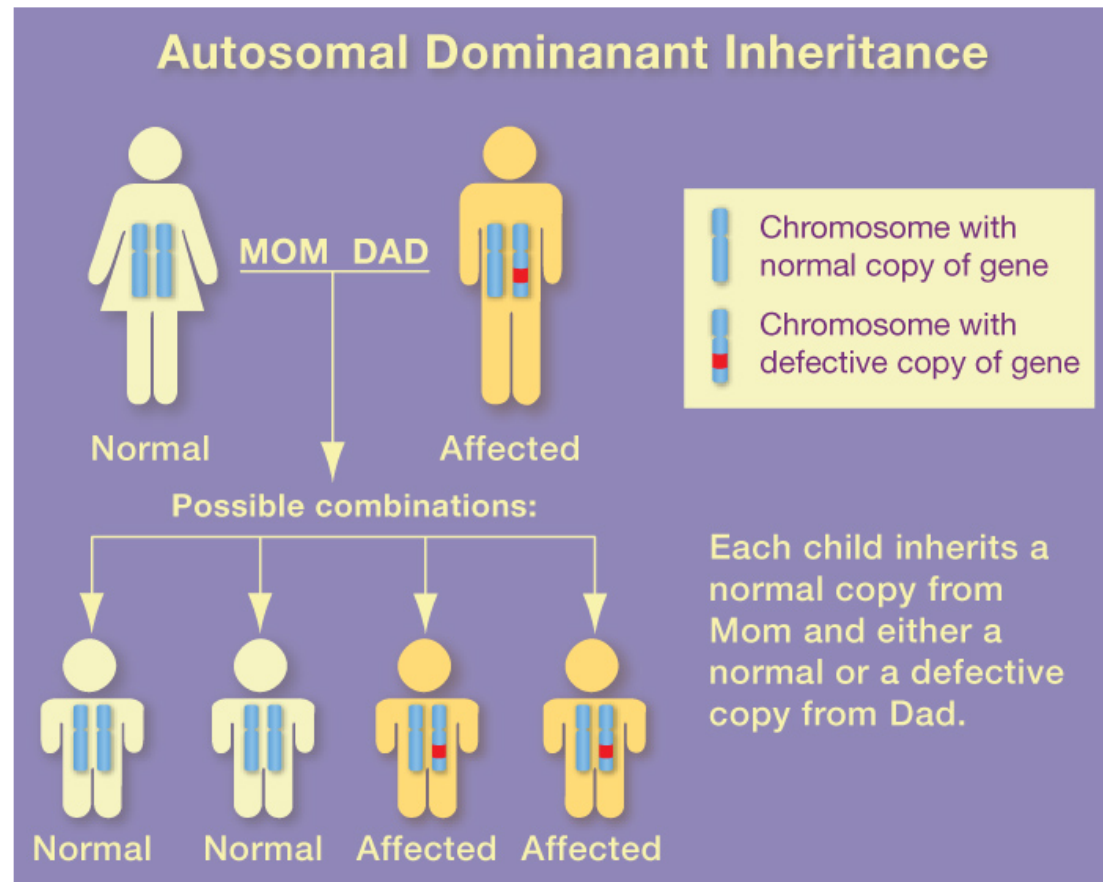 Autosomal Dominanant Inheritance
MOM DAD
Normal
Affected
Chromosome with
normal copy of gene
Chromosome with
defective copy of gene
Possible combinations:
Each child inherits a
normal copy from
Mom and either a
normal or a defective
copy from Dad.
Normal
Normal
Affected
Affected